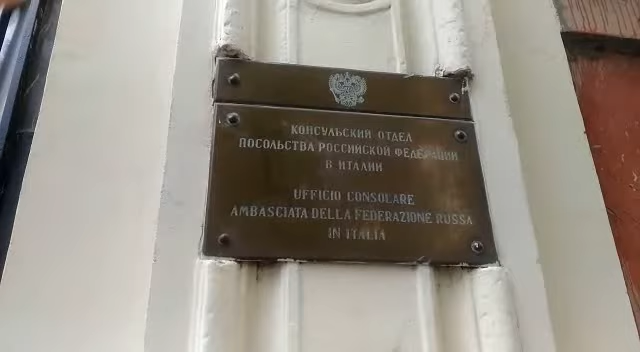 КОНСУЛЬСКИЙ ОТДЕЛ
ПОСОЛЬСТВА РОССИЙСКОЙ ФЕДЕРАЦИИ
В ИТАЛИИ
UFFICIO CONSOLARE
AMBASCIATA DELLA FEDERAZIONE RUSSA
IN ITALIA